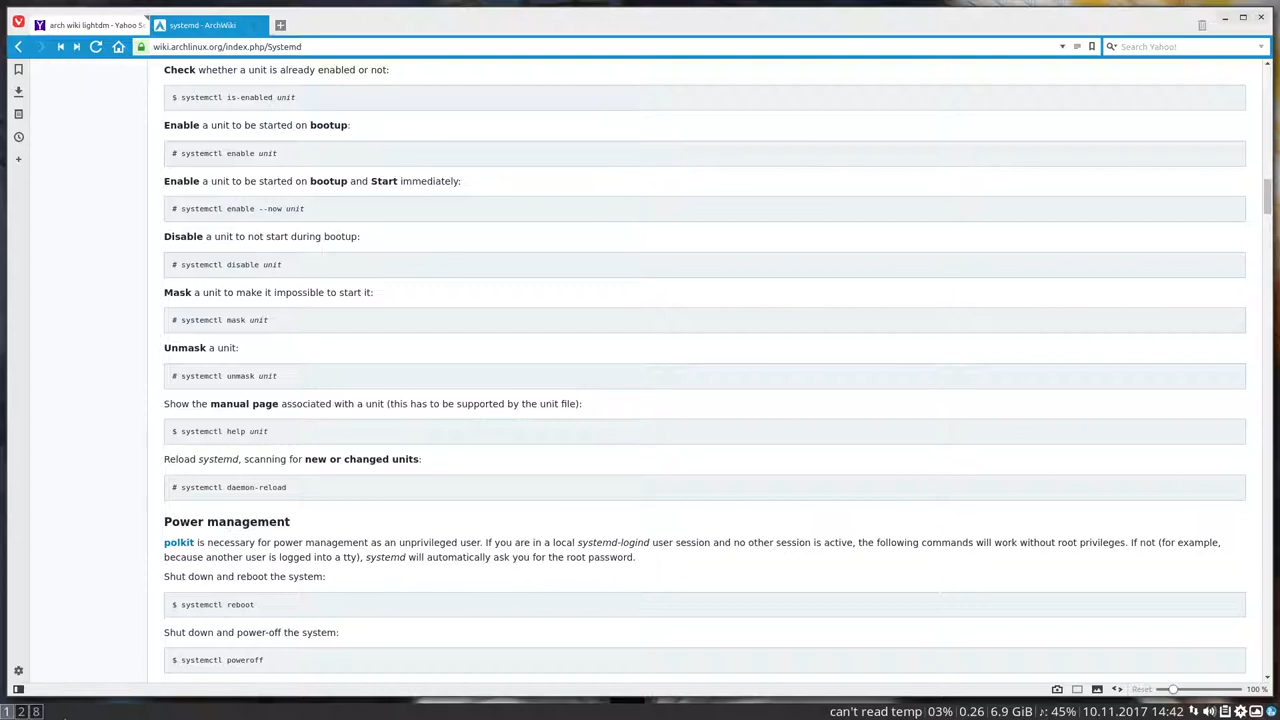 arch wiki lightdm - Yahoo S
systemd - ArchWiki
wiki.archlinux.org/index.php/Systemd
Search Yahoo!
Check whether a unit is already enabled or not:
$ systemctl is-enabled unit
Enable a unit to be started on bootup:
# systemctl enable unit
Enable a unit to be started on bootup and Start immediately:
# systemctl enable --now unit
Disable a unit to not start during bootup:
# systemctl disable unit
Mask a unit to make it impossible to start it:
# systemctl mask unit
Unmask a unit:
# systemctl unmask unit
Show the manual page associated with a unit (this has to be supported by the unit file):
$ systemctl help unit
Reload systemd, scanning for new or changed units:
# systemctl daemon-reload
Power management
polkit is necessary for power management as an unprivileged user. If you are in a local systemd-logind user session and no other session is active, the following commands will work without root privileges. If not (for example,
because another user is logged into a tty), systemd will automatically ask you for the root password.
Shut down and reboot the system:
$ systemctl reboot
Shut down and power-off the system:
$ systemctl poweroff
Reset
100 %
1 2 8
can't read temp | 03% | 0.26 | 6.9 GiB | ♪: 45% | 10.11.2017 14:42